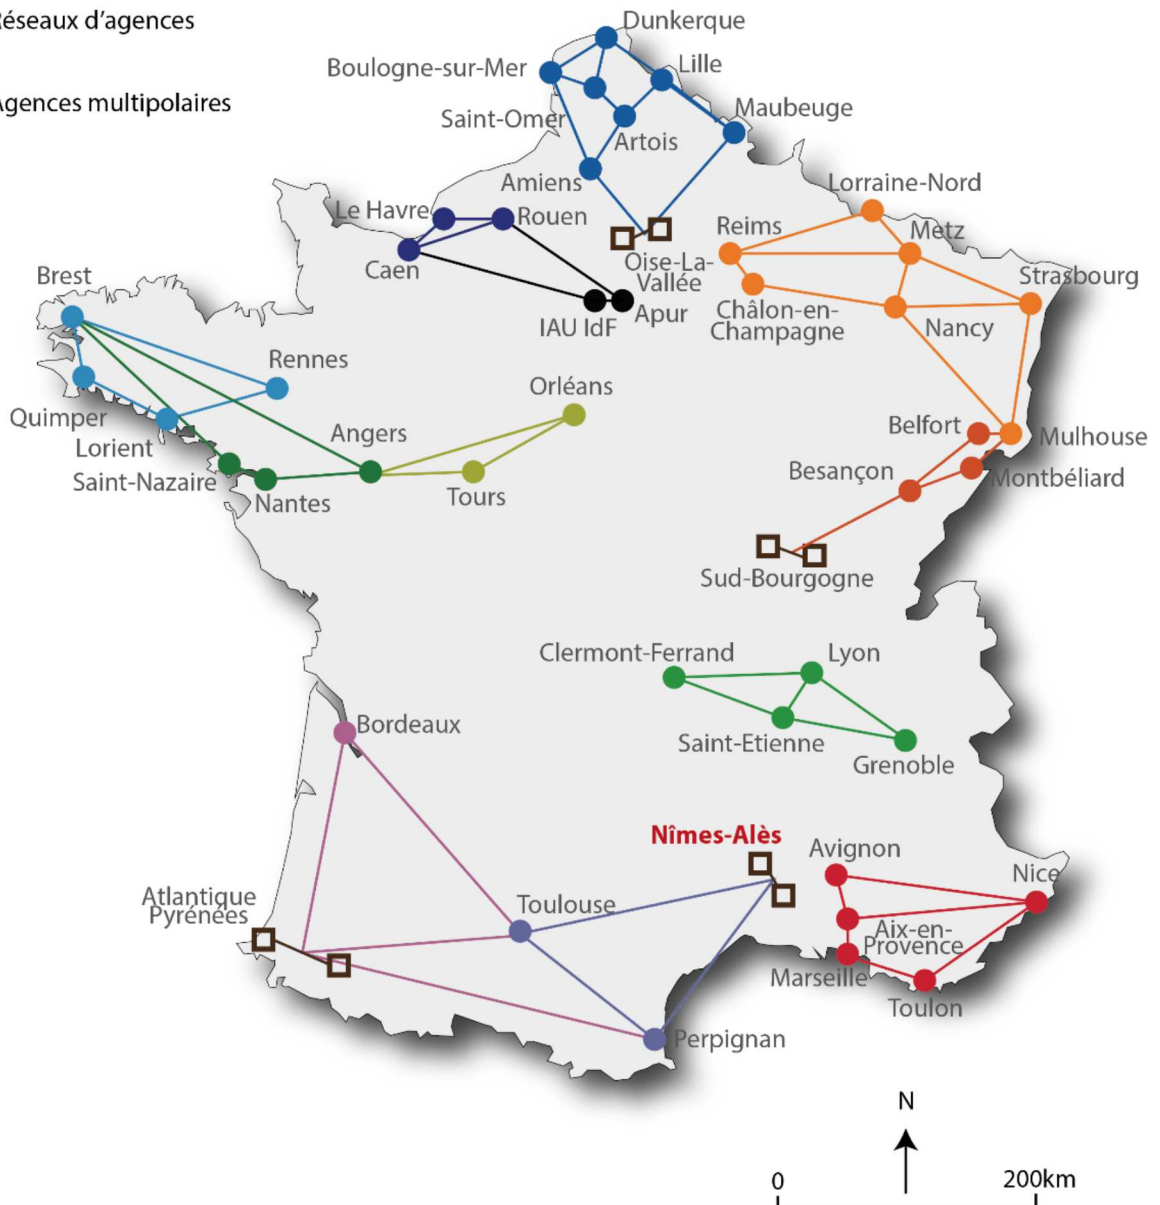 éseaux d'agences
Agences multipolaires
Dunkerque
Boulogne-sur-Mer
Lille
Saint-Omer
Maubeuge
Artois
Amiens
Lorraine-Nord
Le Havre
Rouen
Reims
Metz
Caen
Oise-La-
Vallée
Strasbourg
Brest
IAU IdF
Apur
Châlon-en-
Champagne
Nancy
Rennes
Orléans
Quimper
Lorient
Angers
Belfort
Mulhouse
Saint-Nazaire
Nantes
Tours
Besançon
Montbéliard
Sud-Bourgogne
Clermont-Ferrand
Lyon
Saint-Etienne
Grenoble
Bordeaux
Nîmes-Alès
Avignon
Nice
Atlantique
Pyrénées
Toulouse
Aix-en-
Provence
Marseille
Toulon
Perpignan
N
0
200km